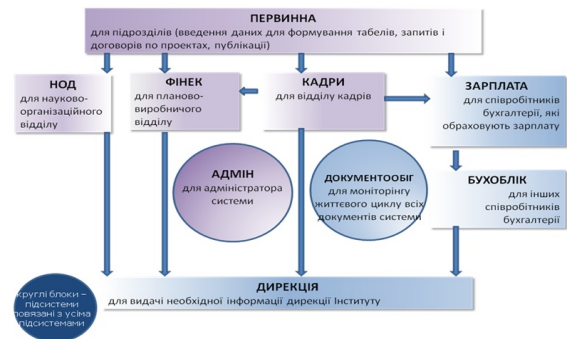 ПЕРВИННА
для підрозділів (введення даних для формування табелів, запитів і
договорів по проектах, публікації)
НОД
для науково-
організаційного
відділу
ФІНЕК
для планово-
виробничого
відділу
КАДРИ
для відділу кадрів
ЗАРПЛАТА
для співробітників
бухгалтерії, які
обраховують зарплату
АДМІН
для адміністратора
системи
ДОКУМЕНТООБІГ
для моніторингу
життєвого циклу всіх
документів системи
БУХОБЛІК
для інших
співробітників
бухгалтерії
ДИРЕКЦІЯ
для видачі необхідної інформації дирекції Інституту
круглі блоки –
підсистеми
повязані з усіма
підсистемами